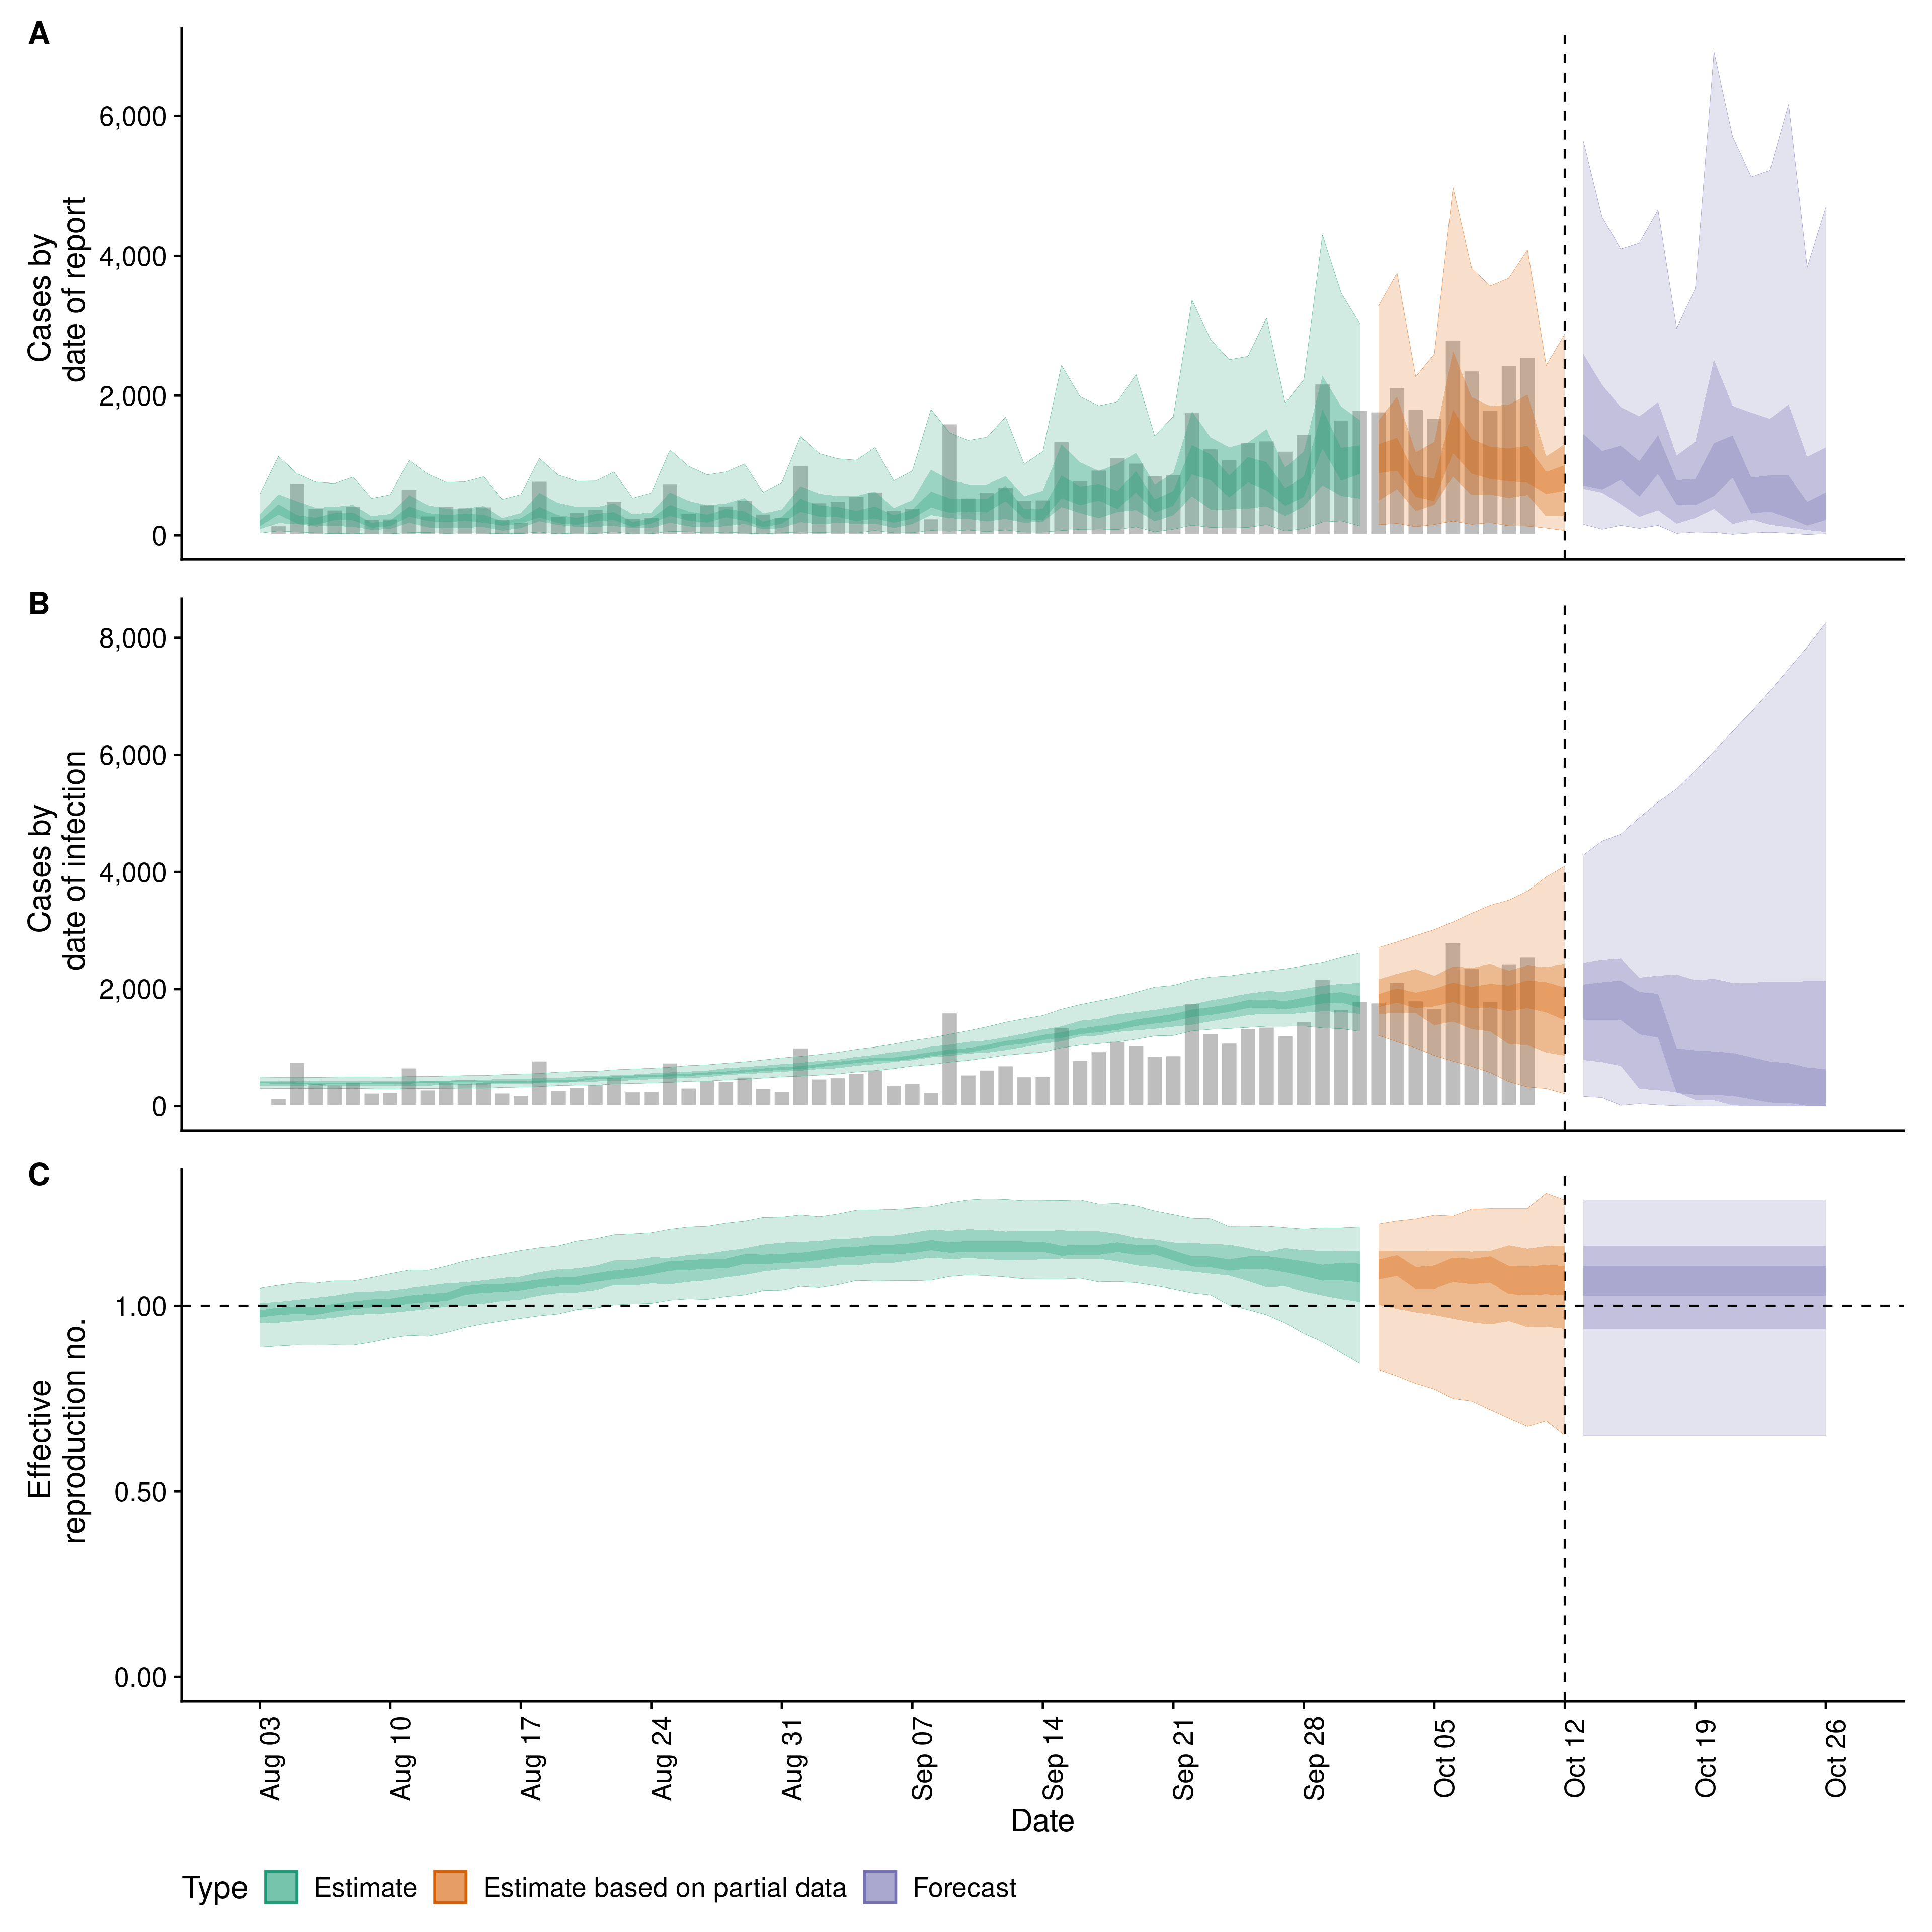 A
Cases by
date of report
6,000
4,000
2,000
0
B
Cases by
date of infection
8,000
6,000
4,000
2,000
0
C
Effective
reproduction no.
1.00
0.50
0.00
Aug 03
Aug 10
Aug 17
Aug 24
Aug 31
Sep 07
Sep 14
Sep 21
Sep 28
Oct 05
Oct 12
Oct 19
Oct 26
Date
Type Estimate Estimate based on partial data Forecast